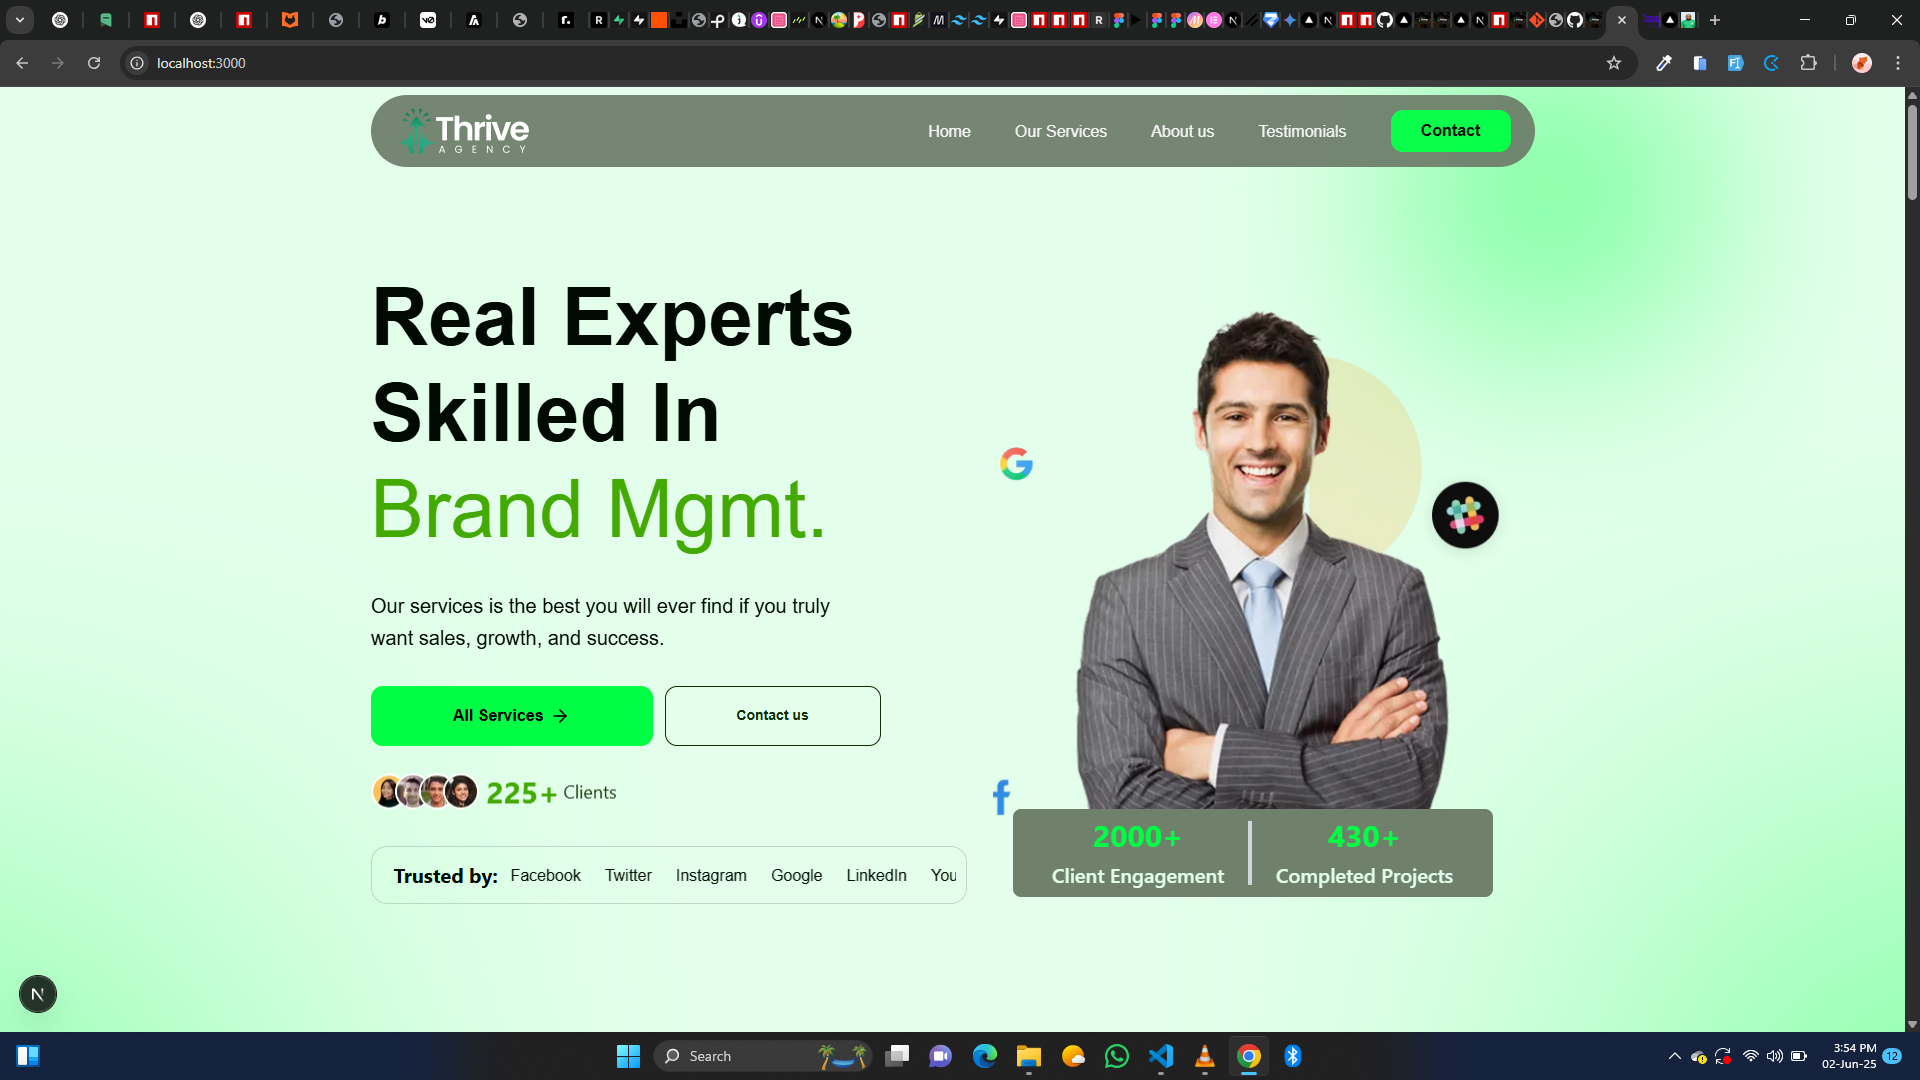 localhost:3000
Thrive
AGENCY
Home
Our Services
About us
Testimonials
Contact
Real Experts
Skilled In
Brand Mgmt.
Our services is the best you will ever find if you truly
want sales, growth, and success.
All Services
Contact us
225+ Clients
Trusted by: Facebook Twitter Instagram Google LinkedIn You
2000+
Client Engagement
430+
Completed Projects
N
Search
3:54 PM
02-Jun-25
12